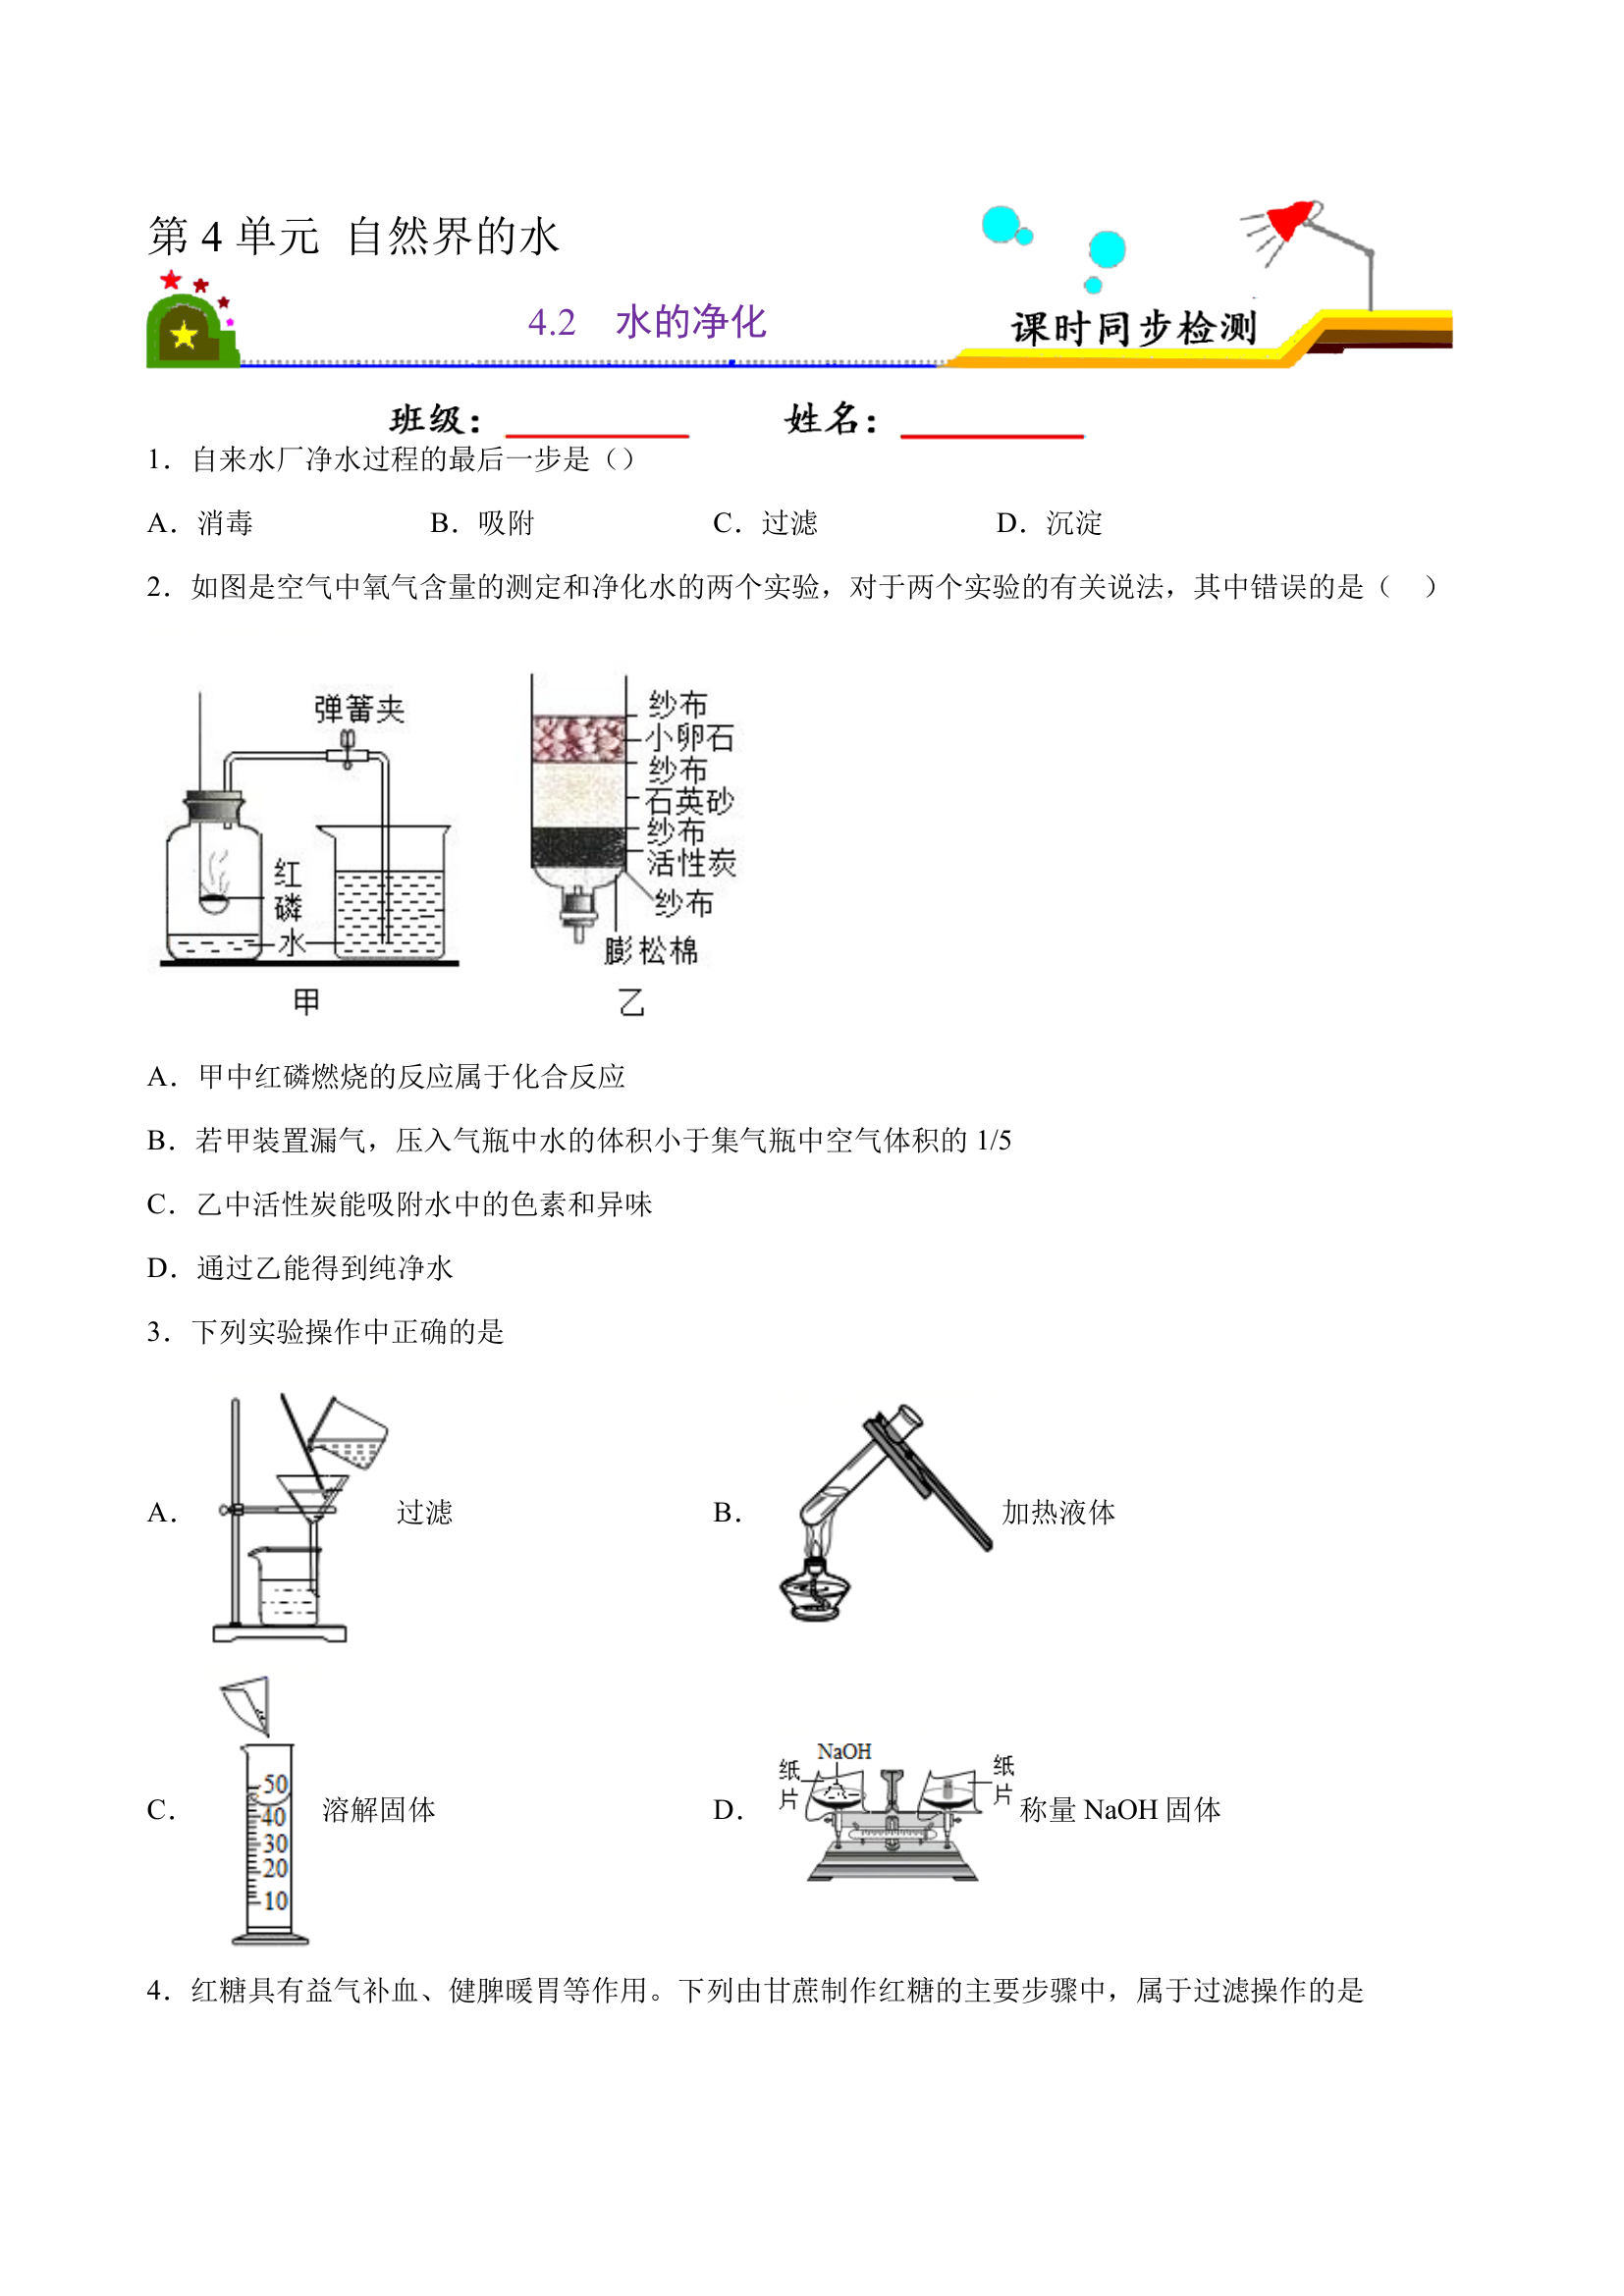 第 4 单元 自然界的水
4.2 水的净化
课时同步检测
班级： 姓名：
1．自来水厂净水过程的最后一步是（）
A．消毒 B．吸附 C．过滤 D．沉淀
2．如图是空气中氧气含量的测定和净化水的两个实验，对于两个实验的有关说法，其中错误的是（ ）
弹簧夹
红
磷
水
甲
纱布
小卵石
纱布
石英砂
纱布
活性炭
纱布
膨松棉
乙
A．甲中红磷燃烧的反应属于化合反应
B．若甲装置漏气，压入气瓶中水的体积小于集气瓶中空气体积的 1/5
C．乙中活性炭能吸附水中的色素和异味
D．通过乙能得到纯净水
3．下列实验操作中正确的是
A． 过滤 B． 加热液体
50
40
30
20
10
C． 溶解固体
NaOH
纸
片
纸
片
D． 称量 NaOH 固体
4．红糖具有益气补血、健脾暖胃等作用。下列由甘蔗制作红糖的主要步骤中，属于过滤操作的是